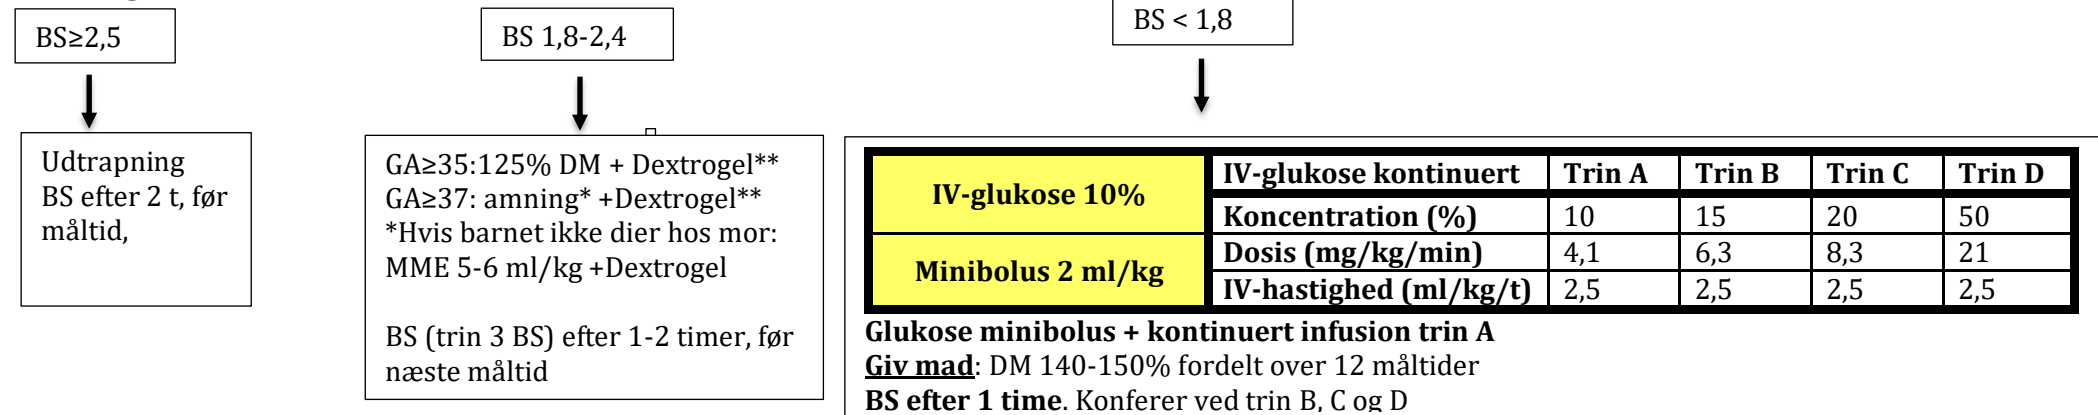 BS≥2,5
BS 1,8-2,4
BS < 1,8
Udtrapning
BS efter 2 t, før
måltid,
GA≥35:125% DM + Dextrogel**
GA≥37: amning* +Dextrogel**
*Hvis barnet ikke dier hos mor:
MME 5-6 ml/kg +Dextrogel
BS (trin 3 BS) efter 1-2 timer, før
næste måltid
IV-glukose 10%
Minibolus 2 ml/kg
IV-glukose kontinuert Trin A Trin B Trin C Trin D
Koncentration (%) 10 15 20 50
Dosis (mg/kg/min) 4,1 6,3 8,3 21
IV-hastighed (ml/kg/t) 2,5 2,5 2,5 2,5
Glukose minibolus + kontinuert infusion trin A
Giv mad: DM 140-150% fordelt over 12 måltider
BS efter 1 time. Konferer ved trin B, C og D